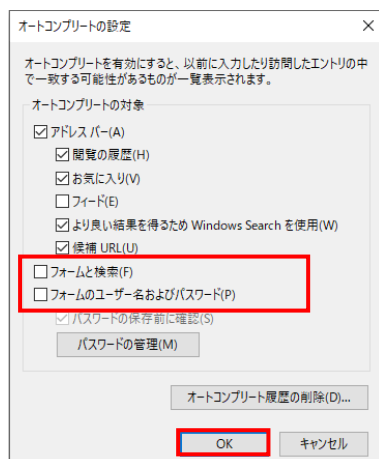 オートコンプリートの設定
オートコンプリートを有効にすると、以前に入力したり訪問したエントリの中
で一致する可能性があるものが一覧表示されます。
オートコンプリートの対象
アドレス バー(A)
閲覧の履歴(H)
お気に入り(V)
フィード(E)
より良い結果を得るため Windows Search を使用(W)
候補 URL(U)
フォームと検索(F)
フォームのユーザー名およびパスワード(P)
パスワードの保存前に確認(S)
パスワードの管理(M)
オートコンプリート履歴の削除(D)...
OK キャンセル